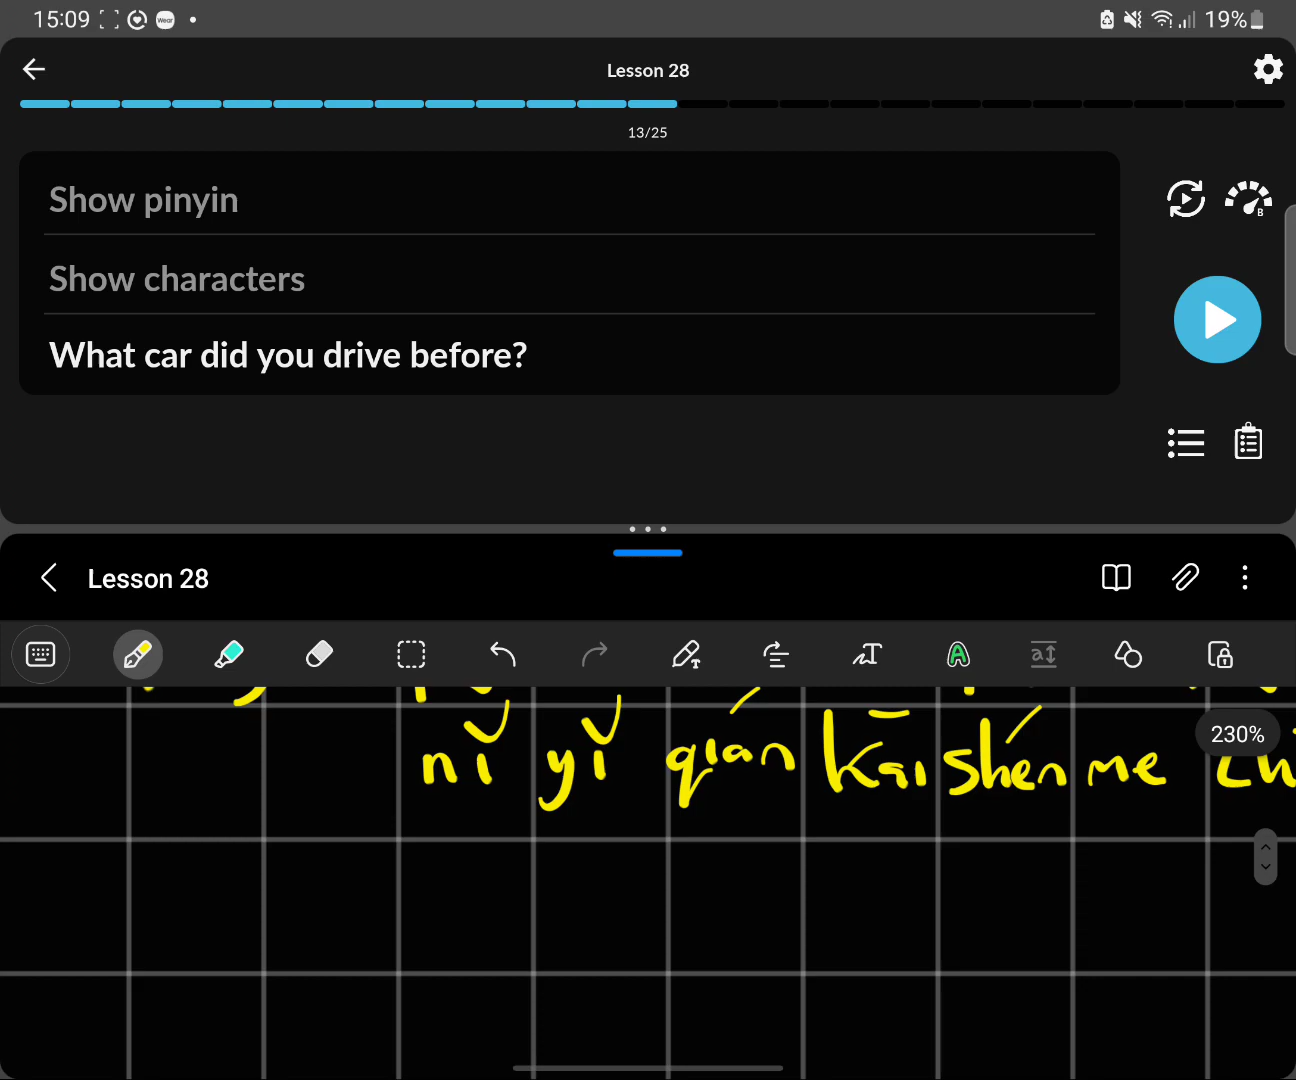 15:09
19%
Lesson 28
13/25
Show pinyin
Show characters
What car did you drive before?
Lesson 28
nǐ yǐ qián kāi shén me
230%